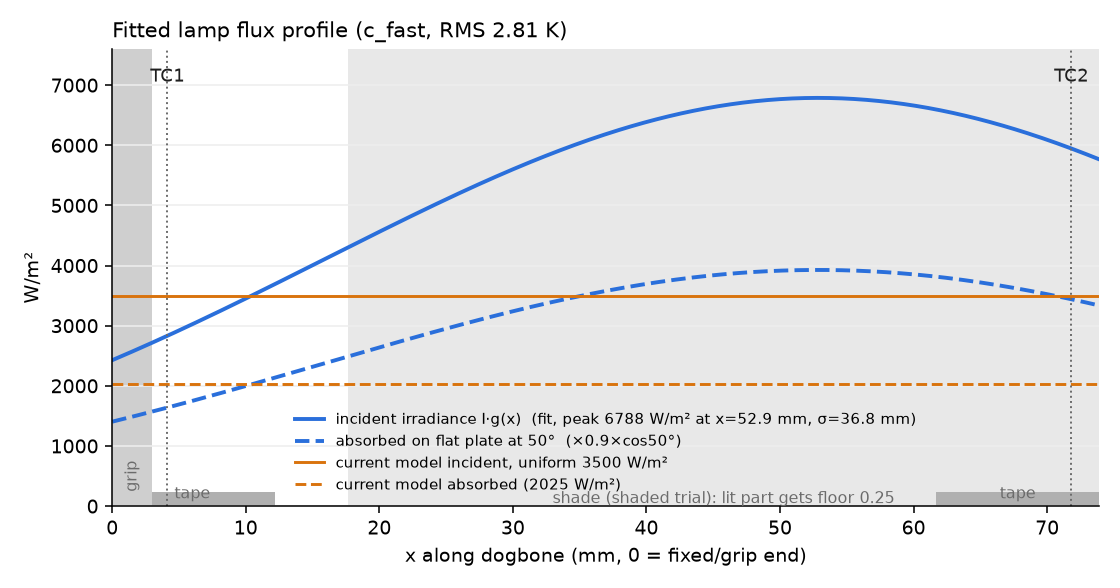 Fitted lamp flux profile (c_fast, RMS 2.81 K)
TC1
TC2
7000
6000
5000
4000
3000
2000
1000
0
W/m²
incident irradiance I·g(x)  (fit, peak 6788 W/m² at x=52.9 mm, σ=36.8 mm)
absorbed on flat plate at 50°  (×0.9×cos50°)
current model incident, uniform 3500 W/m²
current model absorbed (2025 W/m²)
grip
tape
shade (shaded trial): lit part gets floor 0.25
tape
0 10 20 30 40 50 60 70
x along dogbone (mm, 0 = fixed/grip end)